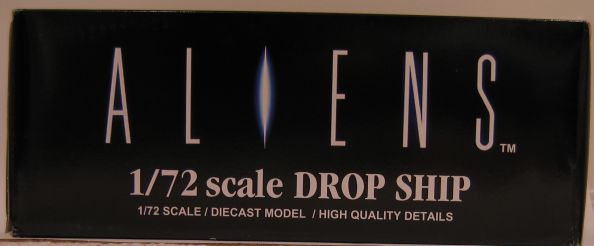 ALIENS™
1/72 scale DROP SHIP
1/72 SCALE / DIECAST MODEL / HIGH QUALITY DETAILS